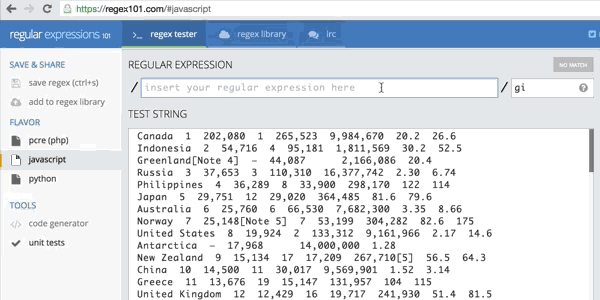 https://regex101.com/#javascript
regular expressions 101
>_ regex tester
regex library
irc
SAVE & SHARE
save regex (ctrl+s)
add to regex library
FLAVOR
pcre (php)
javascript
python
TOOLS
code generator
unit tests
REGULAR EXPRESSION
NO MATCH
/ insert your regular expression here / gi
TEST STRING
Canada 1 202,080 1 265,523 9,984,670 20.2 26.6
Indonesia 2 54,716 4 95,181 1,811,569 30.2 52.5
Greenland[Note 4] – 44,087 2,166,086 20.4
Russia 3 37,653 3 110,310 16,377,742 2.30 6.74
Philippines 4 36,289 8 33,900 298,170 122 114
Japan 5 29,751 12 29,020 364,485 81.6 79.6
Australia 6 25,760 6 66,530 7,682,300 3.35 8.66
Norway 7 25,148[Note 5] 7 53,199 304,282 82.6 175
United States 8 19,924 2 133,312 9,161,966 2.17 14.6
Antarctica – 17,968 14,000,000 1.28
New Zealand 9 15,134 17 17,209 267,710[5] 56.5 64.3
China 10 14,500 11 30,017 9,569,901 1.52 3.14
Greece 11 13,676 19 15,147 131,957 104 115
United Kingdom 12 12,429 16 19,717 241,930 51.4 81.5